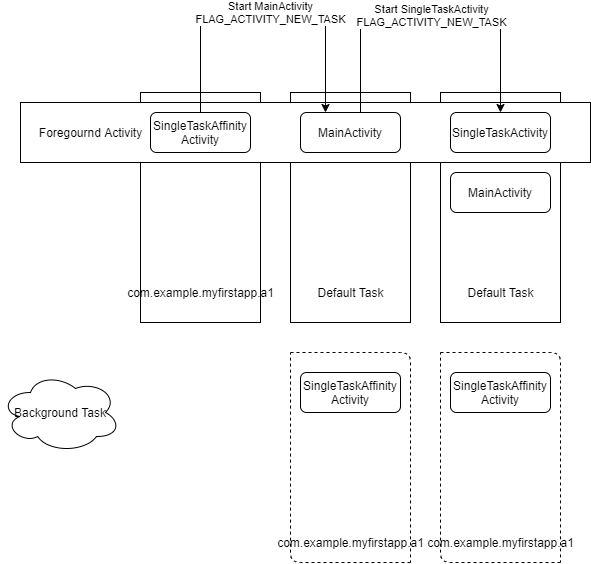 Start MainActivity
FLAG_ACTIVITY_NEW_TASK
Start SingleTaskActivity
FLAG_ACTIVITY_NEW_TASK
Foregournd Activity
SingleTaskAffinity
Activity
MainActivity
SingleTaskActivity
MainActivity
com.example.myfirstapp.a1
Default Task
Default Task
Background Task
SingleTaskAffinity
Activity
SingleTaskAffinity
Activity
com.example.myfirstapp.a1
com.example.myfirstapp.a1